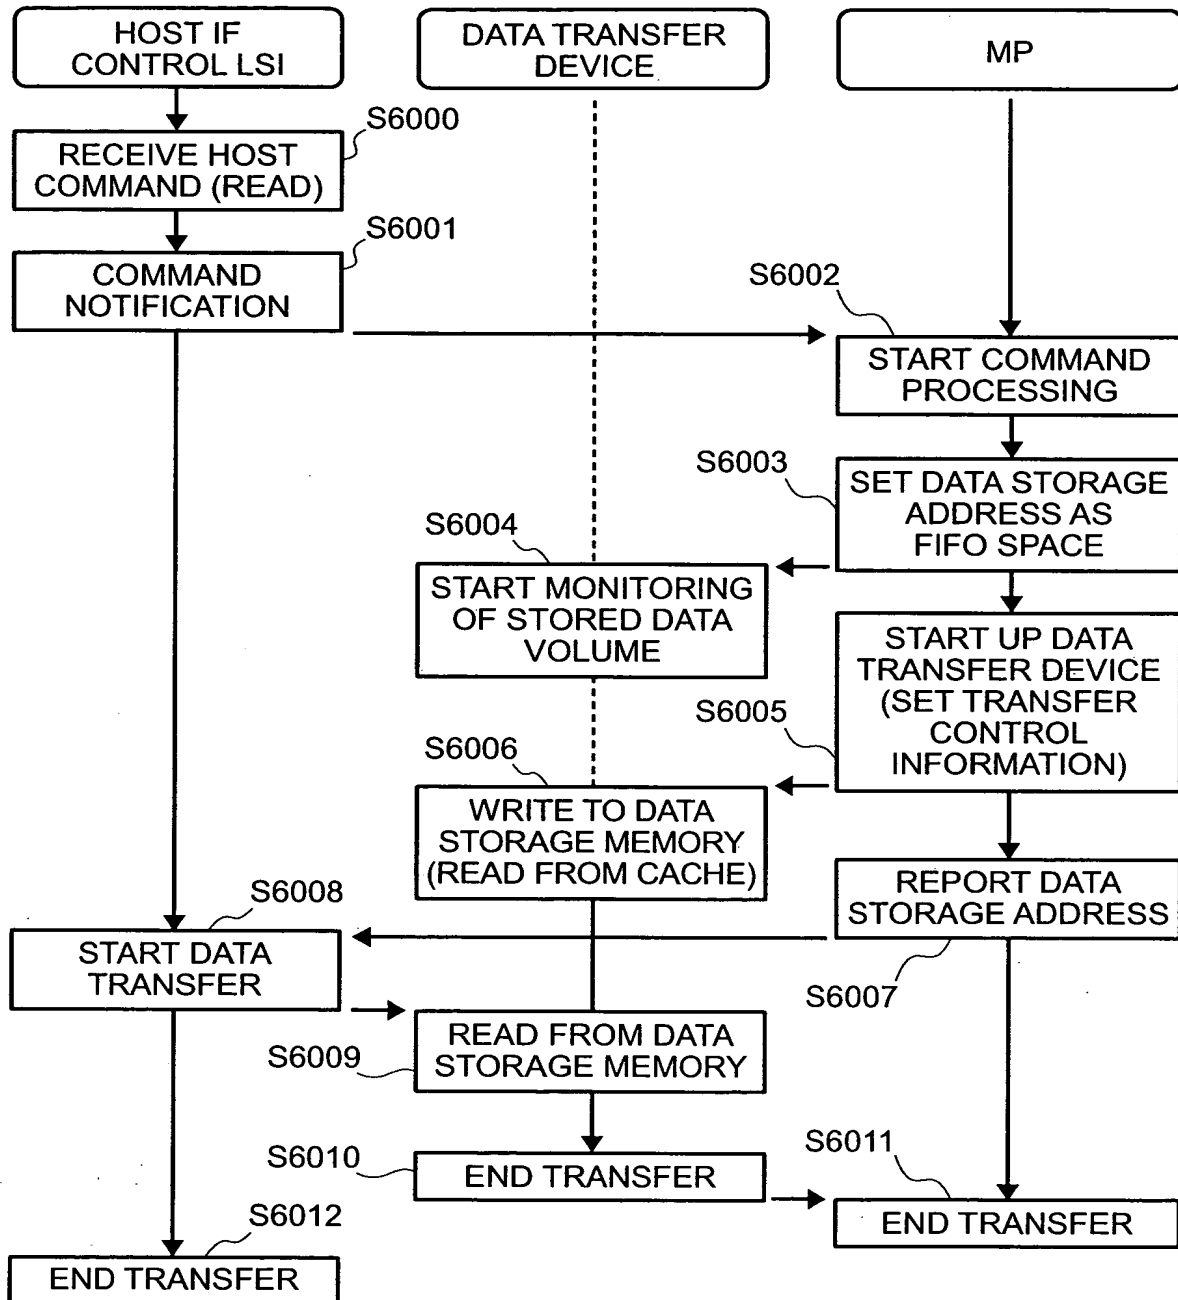 HOST IF
CONTROL LSI
DATA TRANSFER
DEVICE
MP
S6000
RECEIVE HOST
COMMAND (READ)
S6001
COMMAND
NOTIFICATION
S6002
START COMMAND
PROCESSING
S6003
SET DATA STORAGE
ADDRESS AS
FIFO SPACE
S6004
START MONITORING
OF STORED DATA
VOLUME
S6005
START UP DATA
TRANSFER DEVICE
(SET TRANSFER
CONTROL
INFORMATION)
S6006
WRITE TO DATA
STORAGE MEMORY
(READ FROM CACHE)
REPORT DATA
STORAGE ADDRESS
S6007
S6008
START DATA
TRANSFER
S6009
READ FROM DATA
STORAGE MEMORY
S6010
END TRANSFER
S6011
END TRANSFER
S6012
END TRANSFER